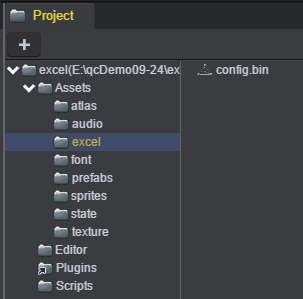 Project
+
excel(E:\qcDemo09-24\ex
config.bin
Assets
atlas
audio
excel
font
prefabs
sprites
state
texture
Editor
Plugins
Scripts